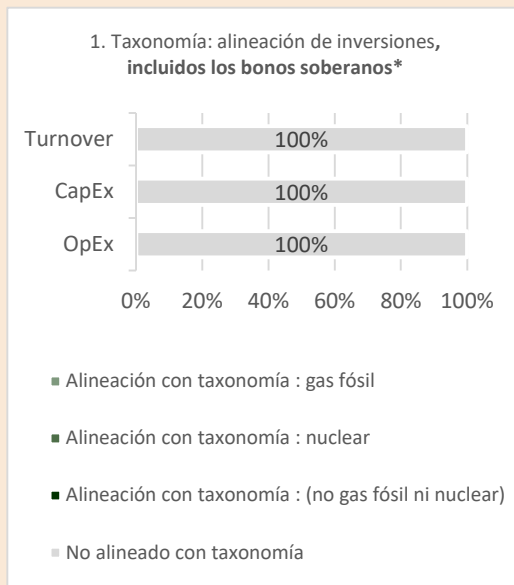 1. Taxonomía: alineación de inversiones,
incluidos los bonos soberanos*
Turnover
100%
CapEx
100%
OpEx
100%
0% 20% 40% 60% 80% 100%
Alineación con taxonomía : gas fósil
Alineación con taxonomía : nuclear
Alineación con taxonomía : (no gas fósil ni nuclear)
No alineado con taxonomía